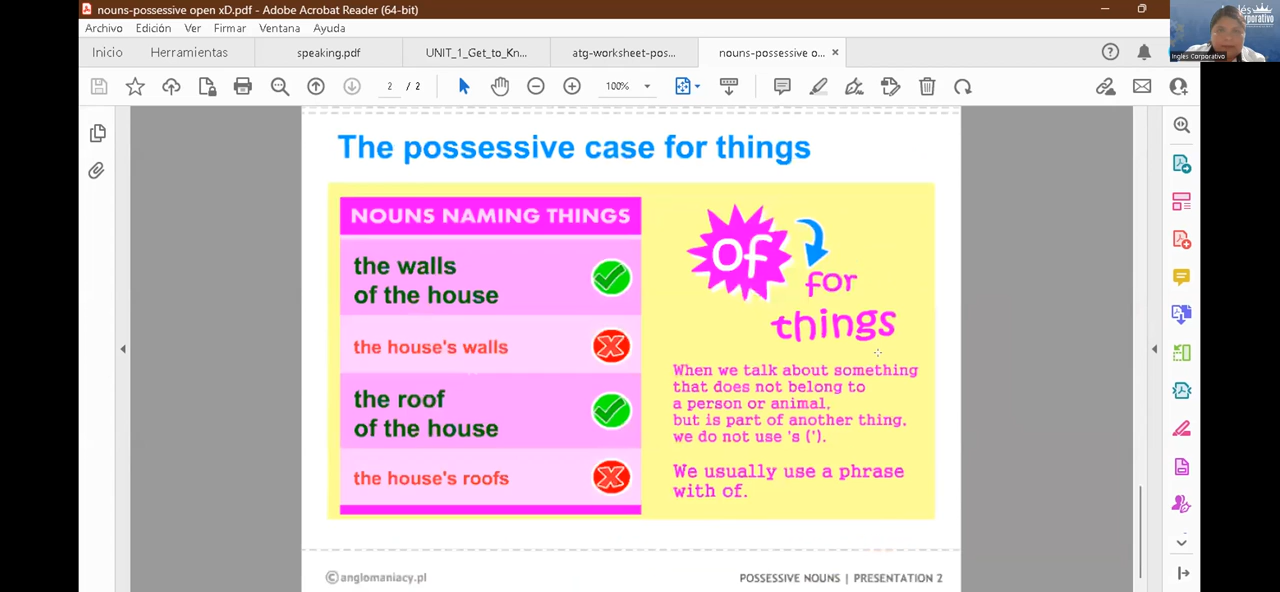 nouns-possessive open xD.pdf - Adobe Acrobat Reader (64-bit)
Archivo Edición Ver Firmar Ventana Ayuda
Inicio Herramientas speaking.pdf UNIT_1_Get_to_Kn... atg-worksheet-pos... nouns-possessive o... ×
2 / 2 100%
Inglés Corporativo
The possessive case for things
NOUNS NAMING THINGS
the walls
of the house
the house's walls
the roof
of the house
the house's roofs
of
for
things
When we talk about something
that does not belong to
a person or animal,
but is part of another thing,
we do not use 's (').
We usually use a phrase
with of.
©anglomaniacy.pl
POSSESSIVE NOUNS | PRESENTATION 2